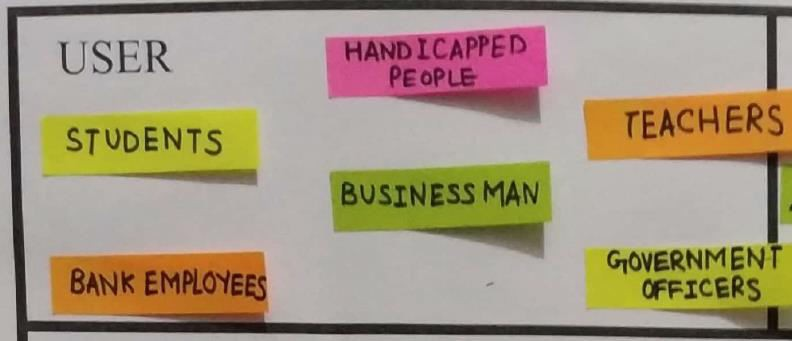 USER
HANDICAPPED
PEOPLE
TEACHERS
STUDENTS
BUSINESS MAN
BANK EMPLOYEES
GOVERNMENT
OFFICERS